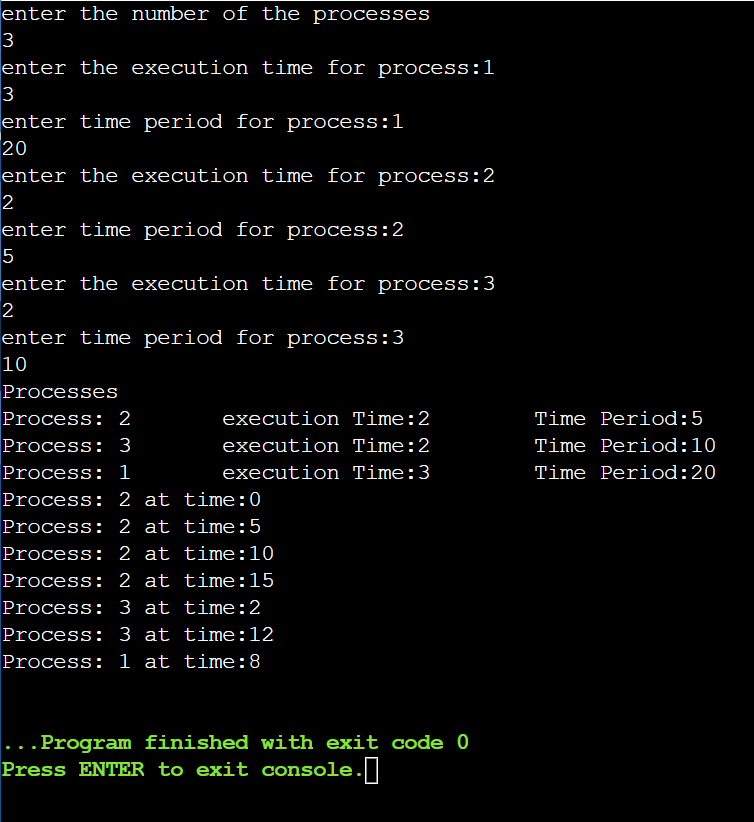 enter the number of the processes
3
enter the execution time for process:1
3
enter time period for process:1
20
enter the execution time for process:2
2
enter time period for process:2
5
enter the execution time for process:3
2
enter time period for process:3
10
Processes
Process: 2 execution Time:2 Time Period:5
Process: 3 execution Time:2 Time Period:10
Process: 1 execution Time:3 Time Period:20
Process: 2 at time:0
Process: 2 at time:5
Process: 2 at time:10
Process: 2 at time:15
Process: 3 at time:2
Process: 3 at time:12
Process: 1 at time:8
...Program finished with exit code 0
Press ENTER to exit console.